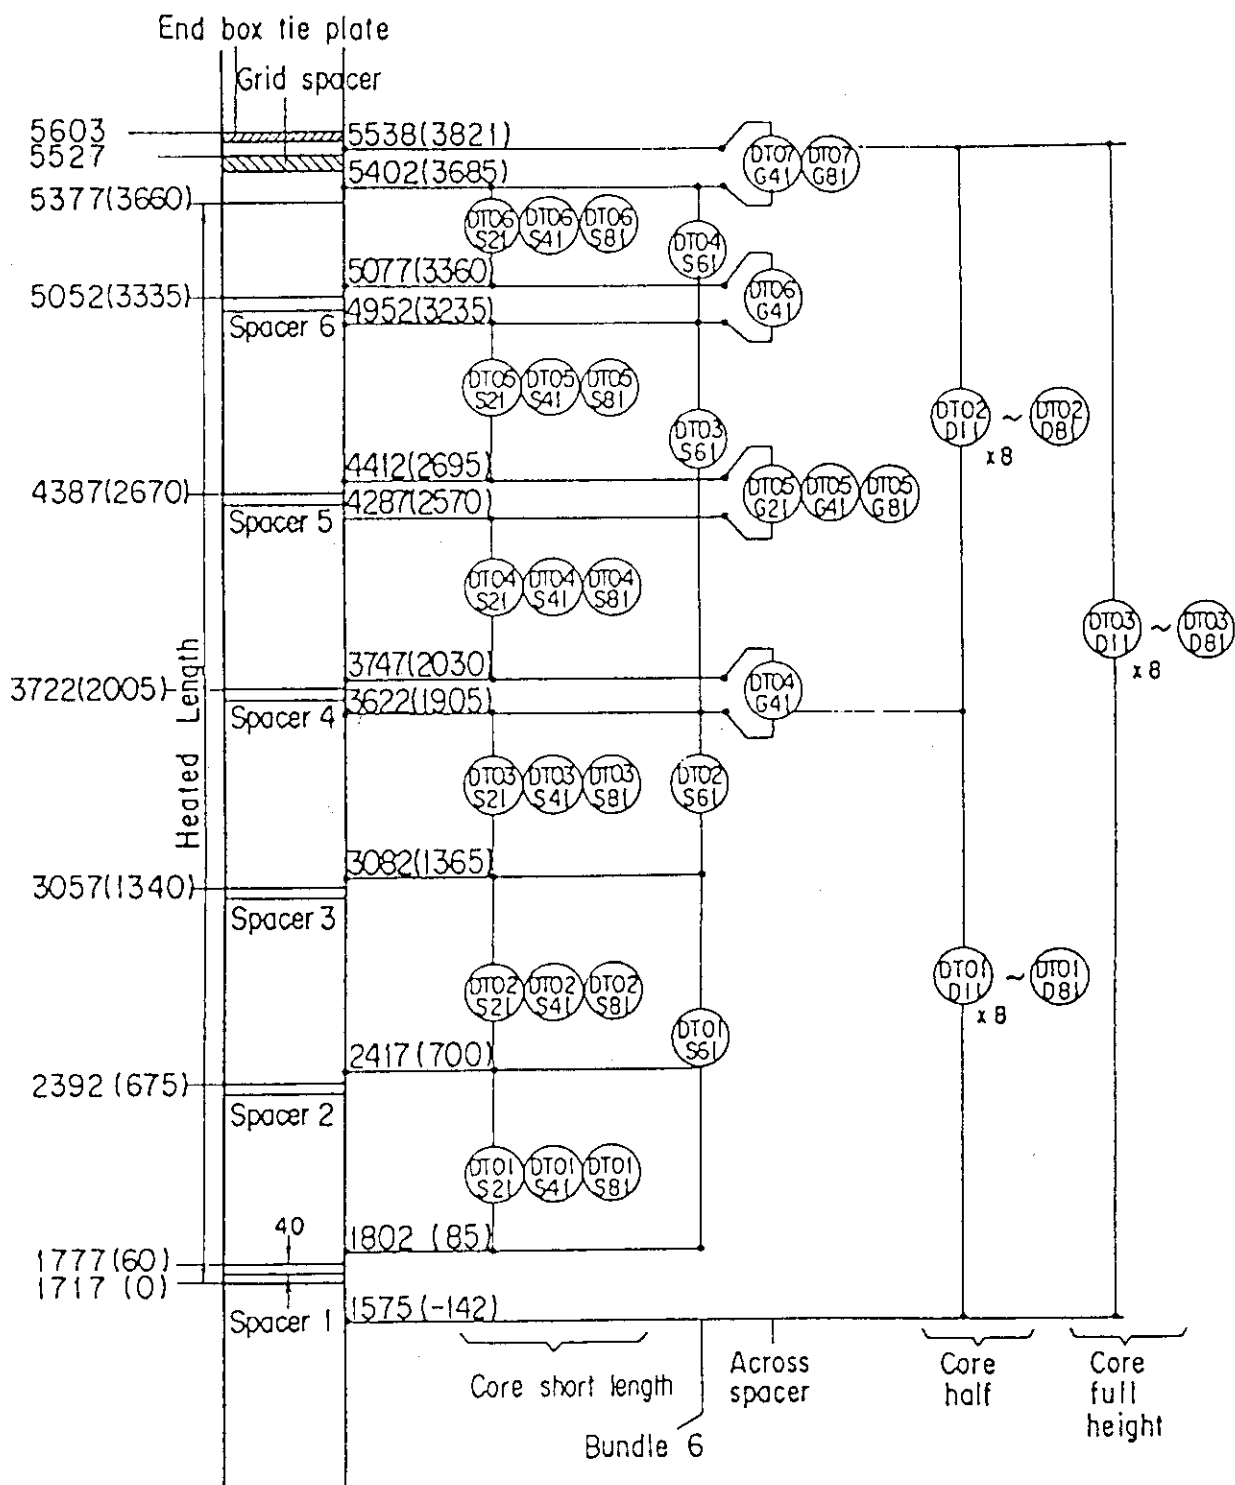 End box tie plate
Grid spacer
5603
5538(3821)
5527
5402(3685)
5377(3660)
DT07 G41
DT07 G81
DT06 S21
DT06 S41
DT06 S81
DT04 S61
5077(3360)
5052(3335)
DT06 G41
4952(3235)
Spacer 6
DT05 S21
DT05 S41
DT05 S81
DT03 S61
DT02 D11 ~ DT02 D81
x8
4412(2695)
4387(2670)
4287(2570)
Spacer 5
DT05 G21
DT05 G41
DT05 G81
DT04 S21
DT04 S41
DT04 S81
DT03 D11 ~ DT03 D81
x8
Heated Length
3747(2030)
3722(2005)
3622(1905)
Spacer 4
DT04 G41
DT03 S21
DT03 S41
DT03 S81
DT02 S61
3082(1365)
3057(1340)
Spacer 3
DT02 S21
DT02 S41
DT02 S81
DT01 S61
DT01 D11 ~ DT01 D81
x8
2417(700)
2392(675)
Spacer 2
DT01 S21
DT01 S41
DT01 S81
40
1802 (85)
1777(60)
1717 (0)
1575(-142)
Spacer 1
Core short length
Bundle 6
Across
spacer
Core
half
Core
full
height